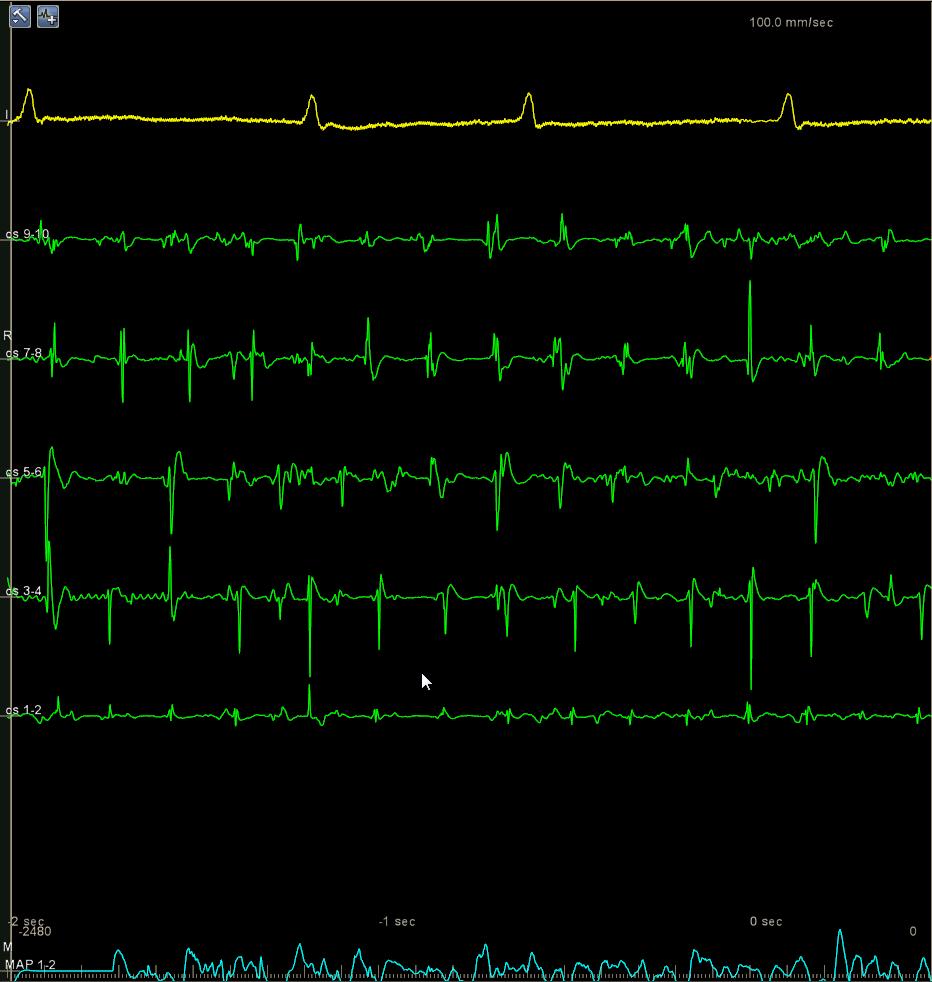 100.0 mm/sec
I
cs 9-10
R
cs 7-8
cs 5-6
cs 3-4
cs 1-2
-2 sec
-1 sec
0 sec
-2480
0
M
MAP 1-2